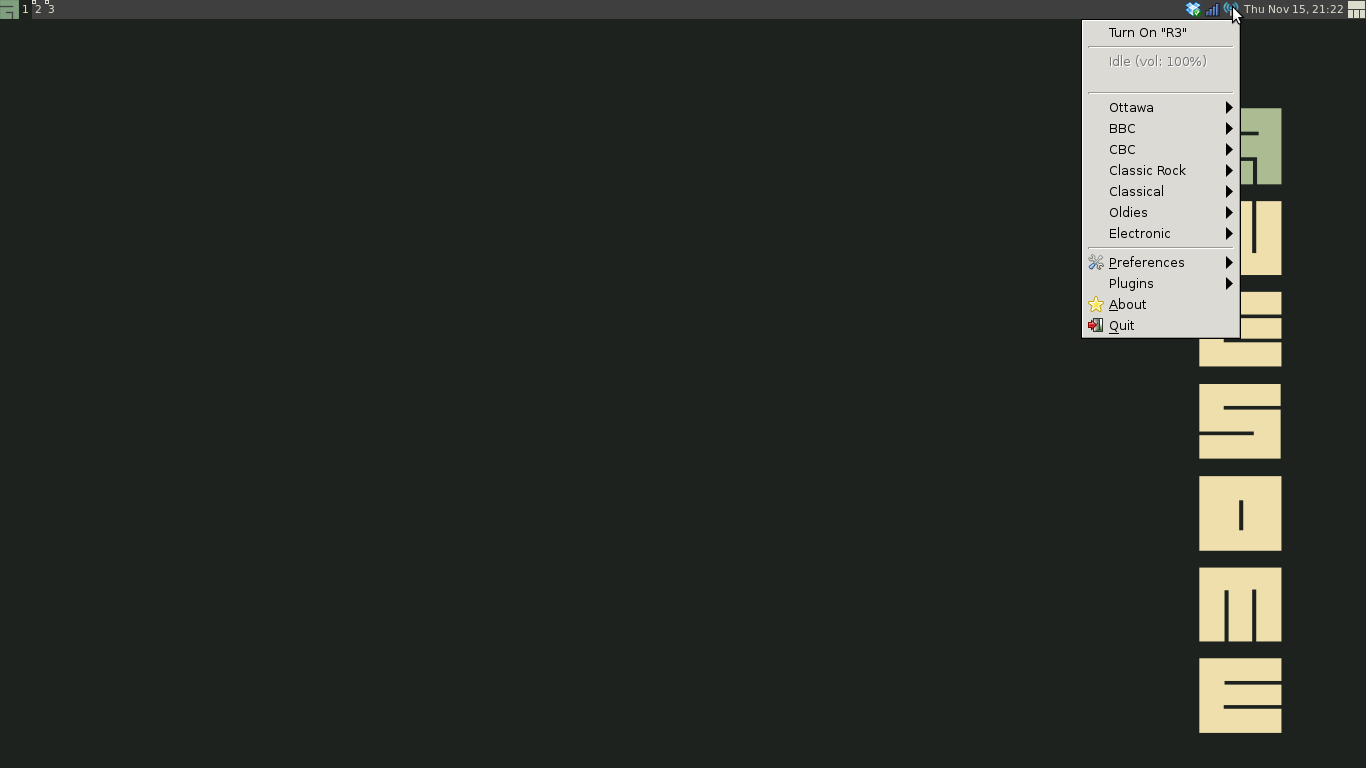 1 2 3
Thu Nov 15, 21:22
Turn On "R3"
Idle (vol: 100%)
Ottawa
BBC
CBC
Classic Rock
Classical
Oldies
Electronic
Preferences
Plugins
About
Quit
S
O
M
E